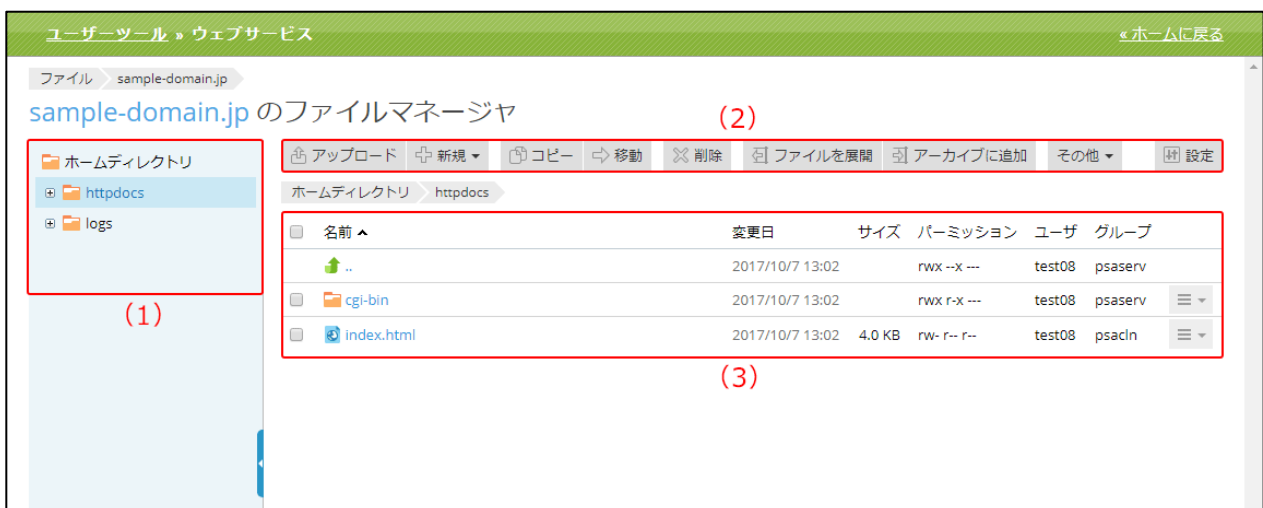 ユーザーツール » ウェブサービス «ホームに戻る
ファイル sample-domain.jp
sample-domain.jp のファイルマネージャ
(2)
ホームディレクトリ
httpdocs
logs
(1)
アップロード 新規 コピー 移動 削除 ファイルを展開 アーカイブに追加 その他 設定
ホームディレクトリ httpdocs
名前 変更日 サイズ パーミッション ユーザ グループ
.. 2017/10/7 13:02 rwx --x --- test08 psaserv
cgi-bin 2017/10/7 13:02 rwx r-x --- test08 psaserv
index.html 2017/10/7 13:02 4.0 KB rw- r-- r-- test08 psacln
(3)